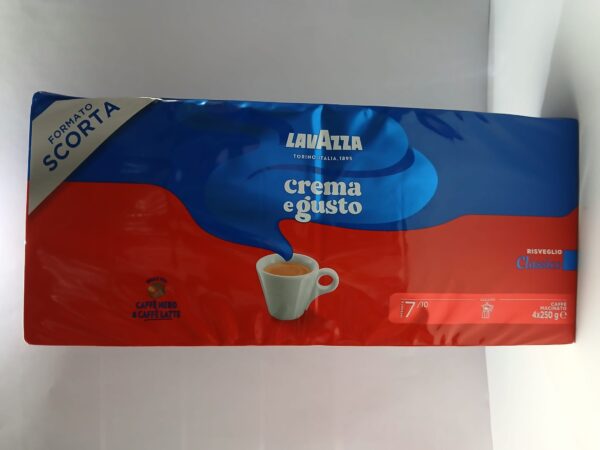 FORMATO
SCORTA
LAVAZZA
TORINO, ITALIA, 1895
crema
e gusto
RISVEGLIO
Classico
CAFFÈ NERO
& CAFFÈ LATTE
7/10
CAFFÈ
MACINATO
4x250 g e